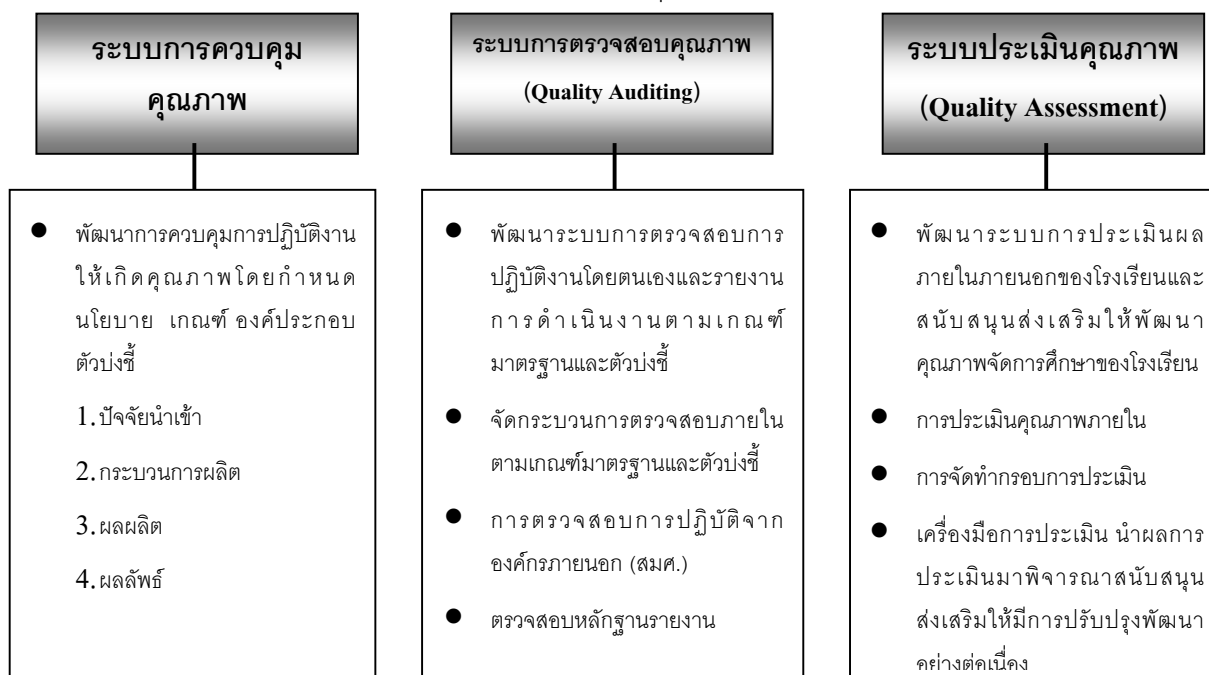 ระบบการควบคุม
คุณภาพ
พัฒนาการควบคุมการปฏิบัติงาน
ให้เกิดคุณภาพโดยกำหนด
นโยบาย เกณฑ์ องค์ประกอบ
ตัวบ่งชี้
1. ปัจจัยนำเข้า
2. กระบวนการผลิต
3. ผลผลิต
4. ผลลัพธ์
ระบบการตรวจสอบคุณภาพ
(Quality Auditing)
พัฒนาระบบการตรวจสอบการ
ปฏิบัติงานโดยตนเองและรายงาน
การดำเนินงานตามเกณฑ์
มาตรฐานและตัวบ่งชี้
จัดกระบวนการตรวจสอบภายใน
ตามเกณฑ์มาตรฐานและตัวบ่งชี้
การตรวจสอบการปฏิบัติจาก
องค์กรภายนอก (สมศ.)
ตรวจสอบหลักฐานรายงาน
ระบบประเมินคุณภาพ
(Quality Assessment)
พัฒนาระบบการประเมินผล
ภายในภายนอกของโรงเรียนและ
สนับสนุนส่งเสริมให้พัฒนา
คุณภาพจัดการศึกษาของโรงเรียน
การประเมินคุณภาพภายใน
การจัดทำกรอบการประเมิน
เครื่องมือการประเมิน นำผลการ
ประเมินมาพิจารณาสนับสนุน
ส่งเสริมให้มีการปรับปรุงพัฒนา
อย่างต่อเนื่อง